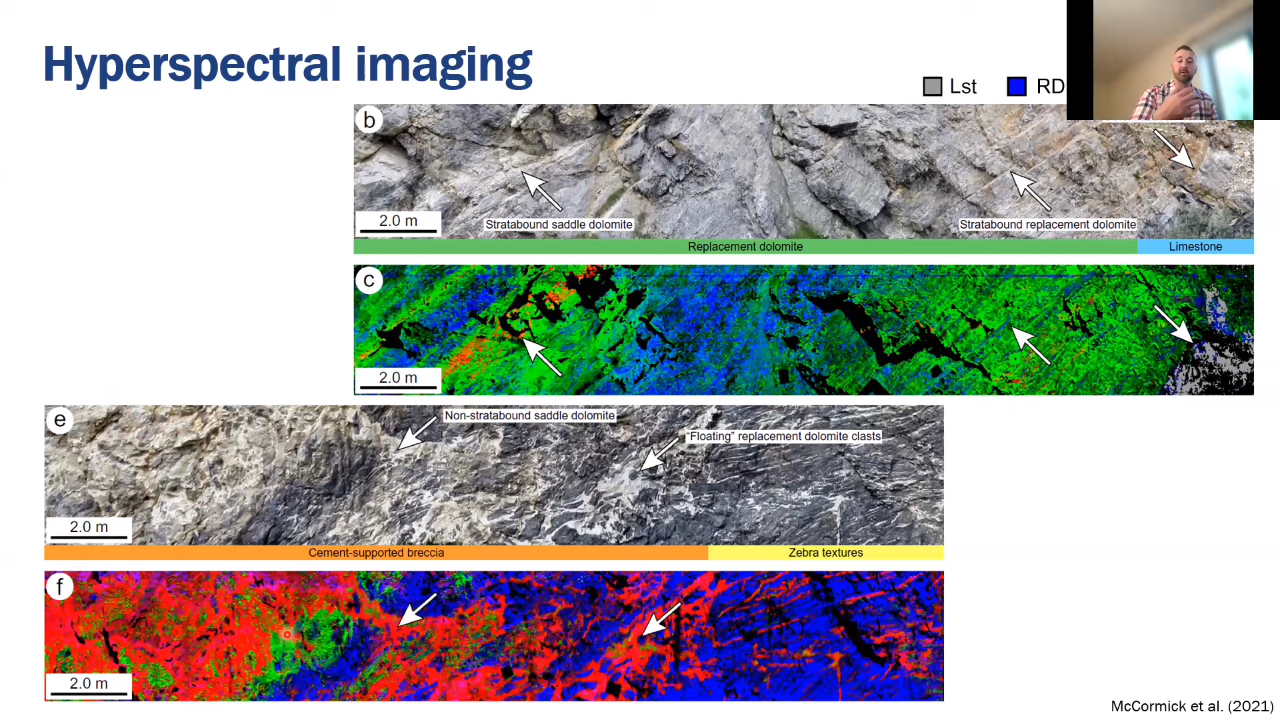 Hyperspectral imaging
Lst RD
b
Stratabound saddle dolomite
Stratabound replacement dolomite
2.0 m
Replacement dolomite
Limestone
c
2.0 m
e
Non-stratabound saddle dolomite
"Floating" replacement dolomite clasts
2.0 m
Cement-supported breccia
Zebra textures
f
2.0 m
McCormick et al. (2021)